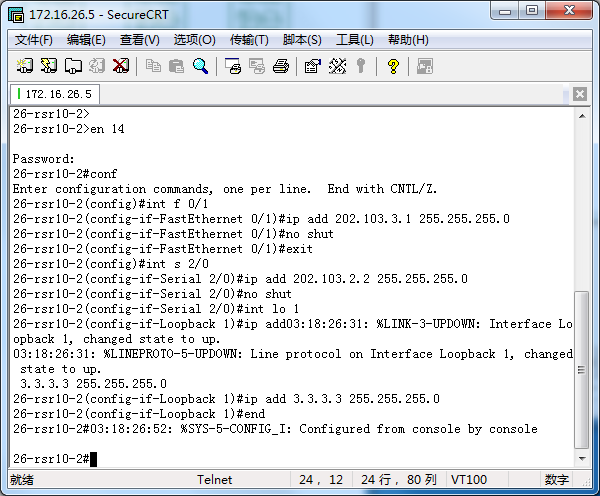 172.16.26.5 - SecureCRT
文件(F) 编辑(E) 查看(V) 选项(O) 传输(T) 脚本(S) 工具(L) 帮助(H)
172.16.26.5
26-rsr10-2>
26-rsr10-2>en 14
Password:
26-rsr10-2#conf
Enter configuration commands, one per line.  End with CNTL/Z.
26-rsr10-2(config)#int f 0/1
26-rsr10-2(config-if-FastEthernet 0/1)#ip add 202.103.3.1 255.255.255.0
26-rsr10-2(config-if-FastEthernet 0/1)#no shut
26-rsr10-2(config-if-FastEthernet 0/1)#exit
26-rsr10-2(config)#int s 2/0
26-rsr10-2(config-if-Serial 2/0)#ip add 202.103.2.2 255.255.255.0
26-rsr10-2(config-if-Serial 2/0)#no shut
26-rsr10-2(config-if-Serial 2/0)#int lo 1
26-rsr10-2(config-if-Loopback 1)#ip add03:18:26:31: %LINK-3-UPDOWN: Interface Lo
opback 1, changed state to up.
03:18:26:31: %LINEPROTO-5-UPDOWN: Line protocol on Interface Loopback 1, changed
 state to up.
 3.3.3.3 255.255.255.0
26-rsr10-2(config-if-Loopback 1)#ip add 3.3.3.3 255.255.255.0
26-rsr10-2(config-if-Loopback 1)#end
26-rsr10-2#03:18:26:52: %SYS-5-CONFIG_I: Configured from console by console
26-rsr10-2#
就绪 Telnet 24, 12 24 行, 80 列 VT100 数字